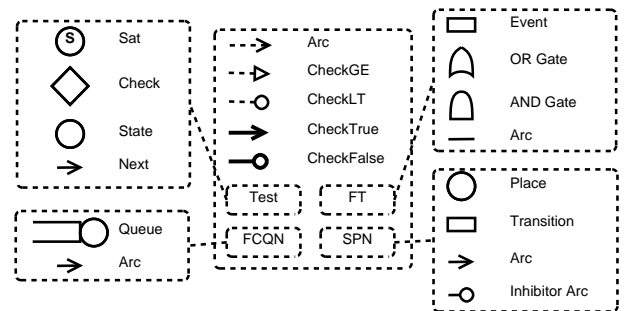 S Sat
Check
State
Next
Queue
Arc
Arc
CheckGE
CheckLT
CheckTrue
CheckFalse
Test FT
FCQN SPN
Event
OR Gate
AND Gate
Arc
Place
Transition
Arc
Inhibitor Arc